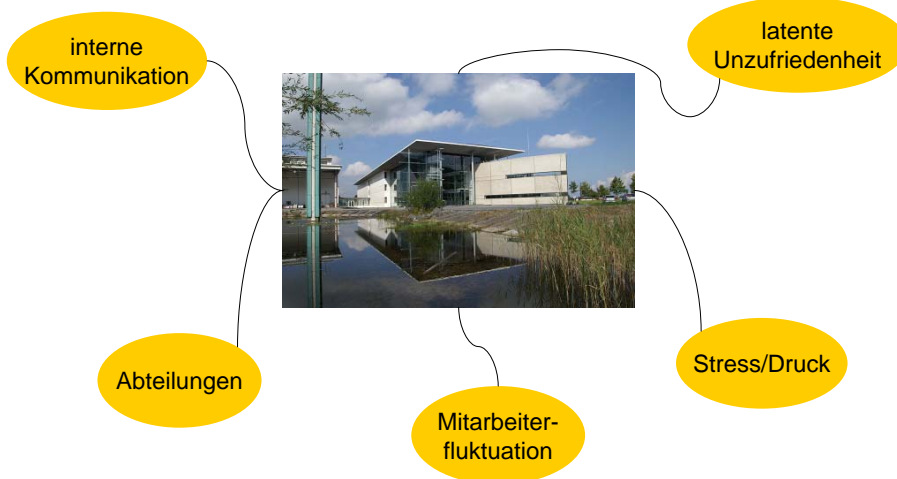 interne
Kommunikation
latente
Unzufriedenheit
Abteilungen
Stress/Druck
Mitarbeiter-
fluktuation